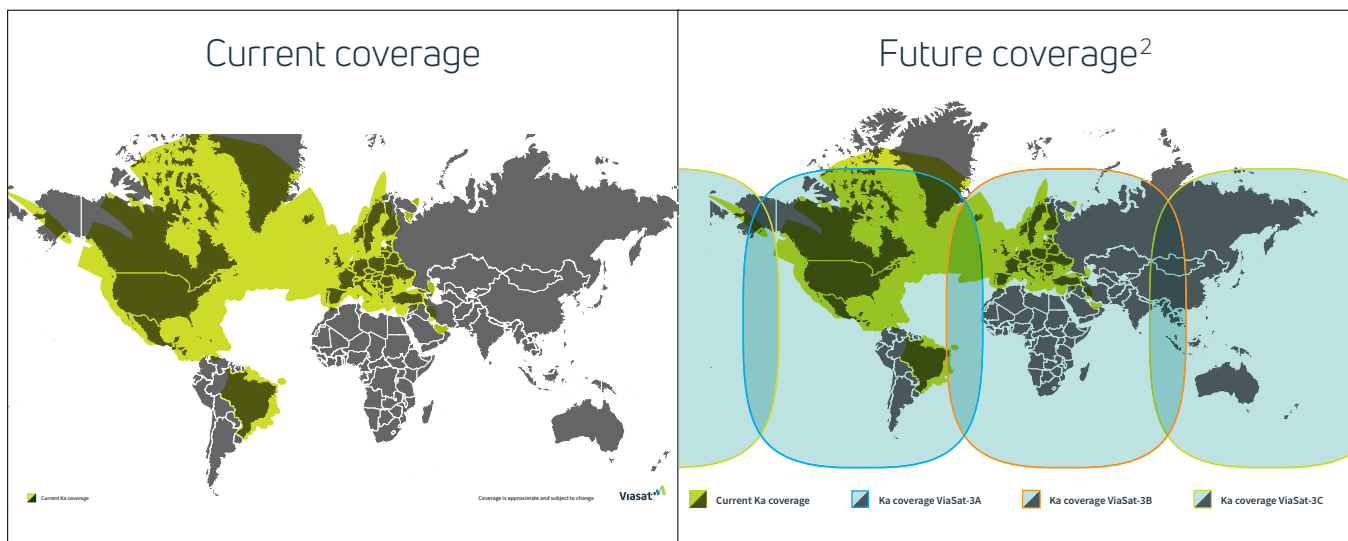 Current coverage
Current Ka coverage
Coverage is approximate and subject to change
Viasat
Future coverage²
Current Ka coverage
Ka coverage ViaSat-3A
Ka coverage ViaSat-3B
Ka coverage ViaSat-3C